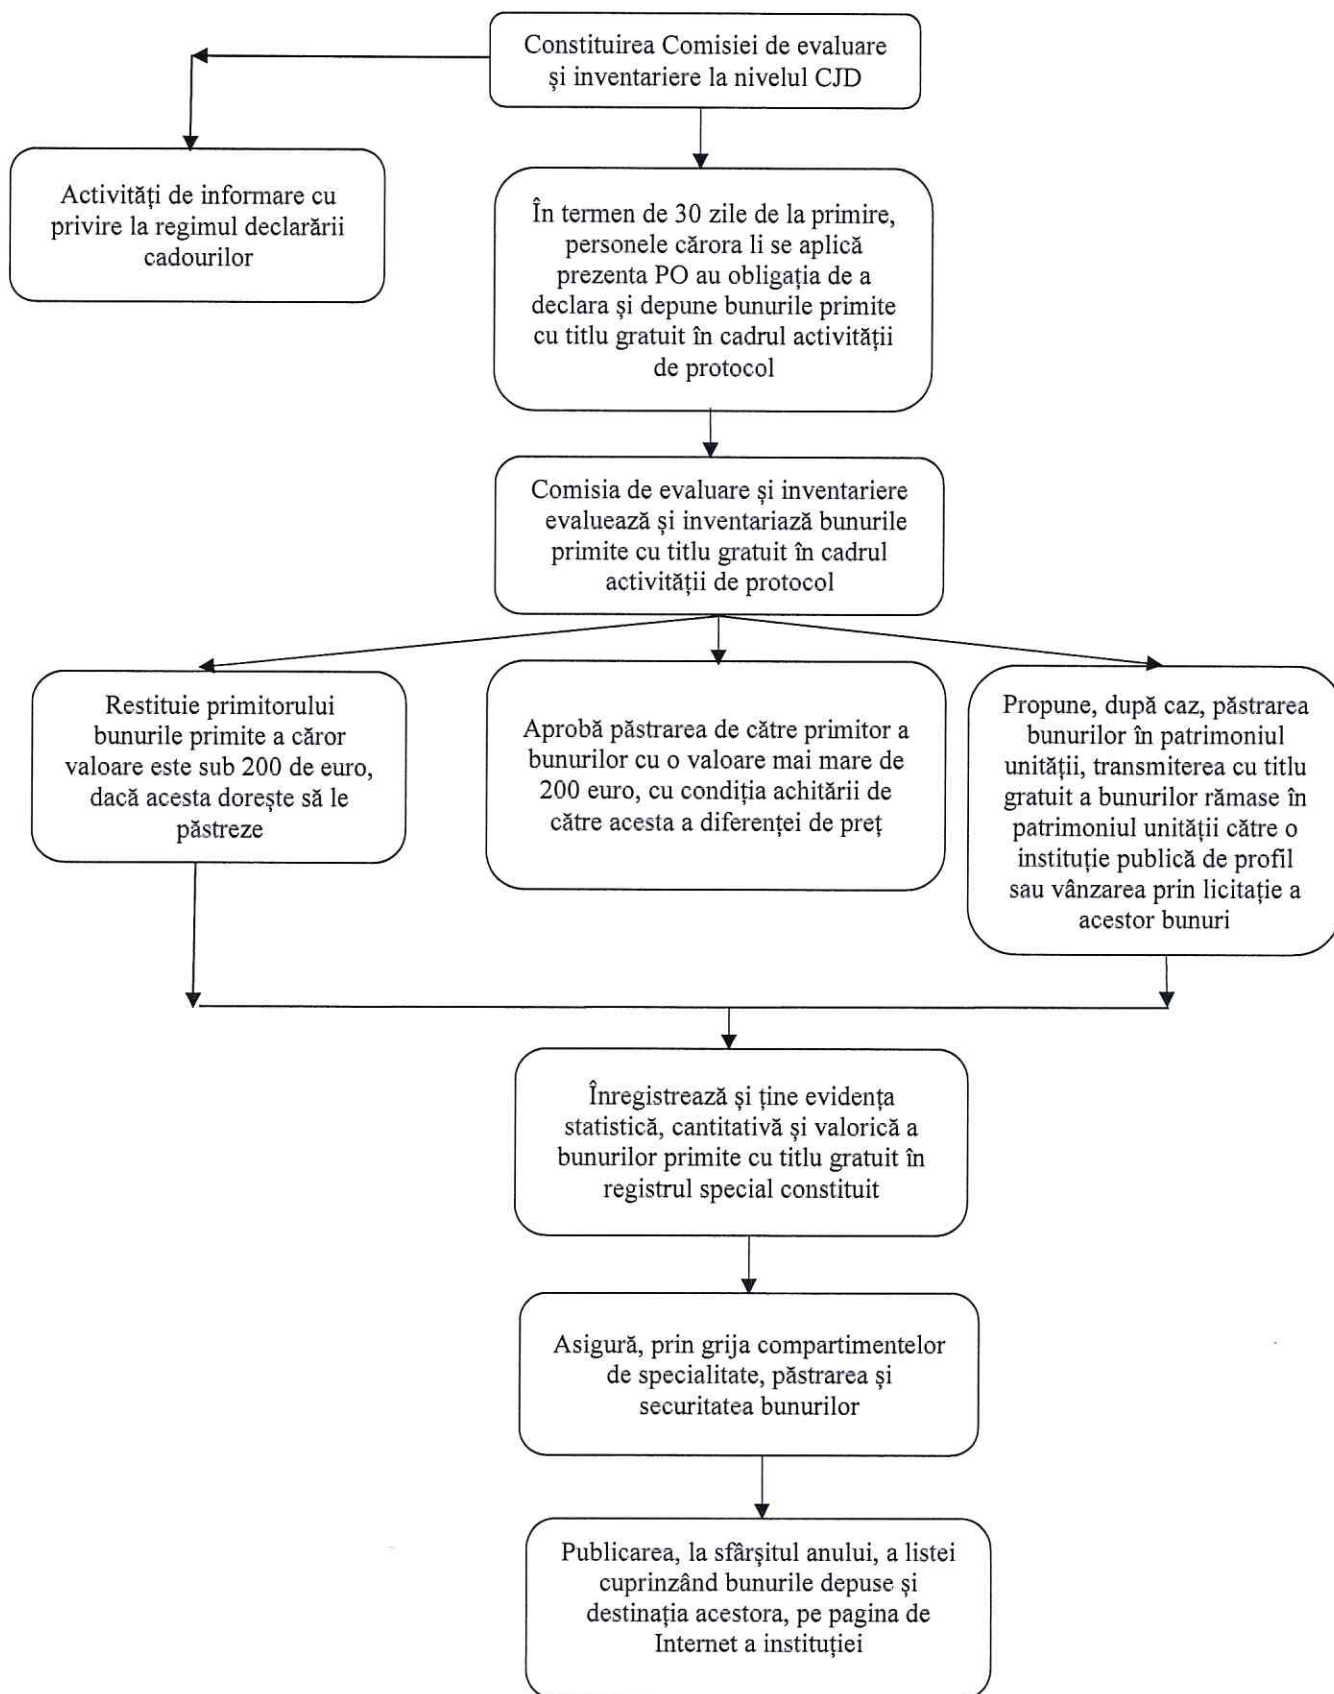 Constituirea Comisiei de evaluare
și inventariere la nivelul CJD
Activități de informare cu
privire la regimul declarării
cadourilor
În termen de 30 zile de la primire,
personele cărora li se aplică
prezenta PO au obligația de a
declara și depune bunurile primite
cu titlu gratuit în cadrul activității
de protocol
Comisia de evaluare și inventariere
evaluează și inventariază bunurile
primite cu titlu gratuit în cadrul
activității de protocol
Restituie primitorului
bunurile primite a căror
valoare este sub 200 de euro,
dacă acesta dorește să le
păstreze
Aprobă păstrarea de către primitor a
bunurilor cu o valoare mai mare de
200 euro, cu condiția achitării de
către acesta a diferenței de preț
Propune, după caz, păstrarea
bunurilor în patrimoniul
unității, transmiterea cu titlu
gratuit a bunurilor rămase în
patrimoniul unității către o
instituție publică de profil
sau vânzarea prin licitație a
acestor bunuri
Înregistrează și ține evidența
statistică, cantitativă și valorică a
bunurilor primite cu titlu gratuit în
registrul special constituit
Asigură, prin grija compartimentelor
de specialitate, păstrarea și
securitatea bunurilor
Publicarea, la sfârșitul anului, a listei
cuprinzând bunurile depuse și
destinația acestora, pe pagina de
Internet a instituției